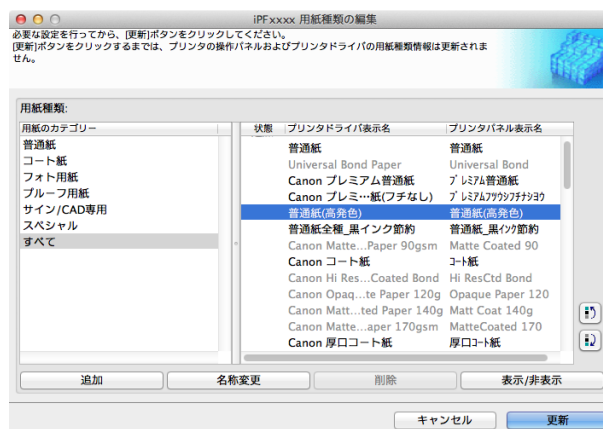 iPFxxxx 用紙種類の編集
必要な設定を行ってから、[更新]ボタンをクリックしてください。
[更新]ボタンをクリックするまでは、プリンタの操作パネルおよびプリンタドライバの用紙種類情報は更新されま
せん。
用紙種類:
用紙のカテゴリー
普通紙
コート紙
フォト用紙
プルーフ用紙
サイン/CAD専用
スペシャル
すべて
状態 プリンタドライバ表示名 プリンタパネル表示名
普通紙 普通紙
Universal Bond Paper Universal Bond
Canon プレミアム普通紙 プレミアム普通紙
Canon プレミ…紙(フチなし) プレミアムフツウシフチナシヨウ
普通紙(高発色) 普通紙(高発色)
普通紙全種_黒インク節約 普通紙_黒インク節約
Canon Matte...Paper 90gsm Matte Coated 90
Canon コート紙 コート紙
Canon Hi Res...Coated Bond Hi ResCtd Bond
Canon Opaq...te Paper 120g Opaque Paper 120
Canon Matt...ted Paper 140g Matt Coat 140g
Canon Matte...aper 170gsm MatteCoated 170
Canon 厚口コート紙 厚口コート紙
追加 名称変更 削除 表示/非表示
キャンセル 更新